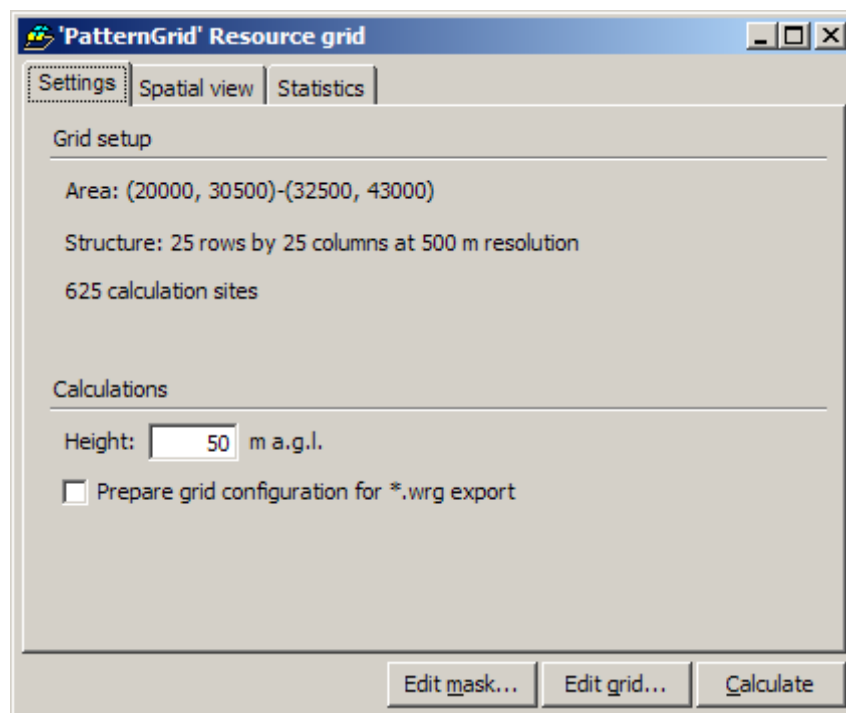 'PatternGrid' Resource grid
Settings Spatial view Statistics
Grid setup
Area: (20000, 30500)-(32500, 43000)
Structure: 25 rows by 25 columns at 500 m resolution
625 calculation sites
Calculations
Height: 50 m a.g.l.
Prepare grid configuration for *.wrg export
Edit mask... Edit grid... Calculate